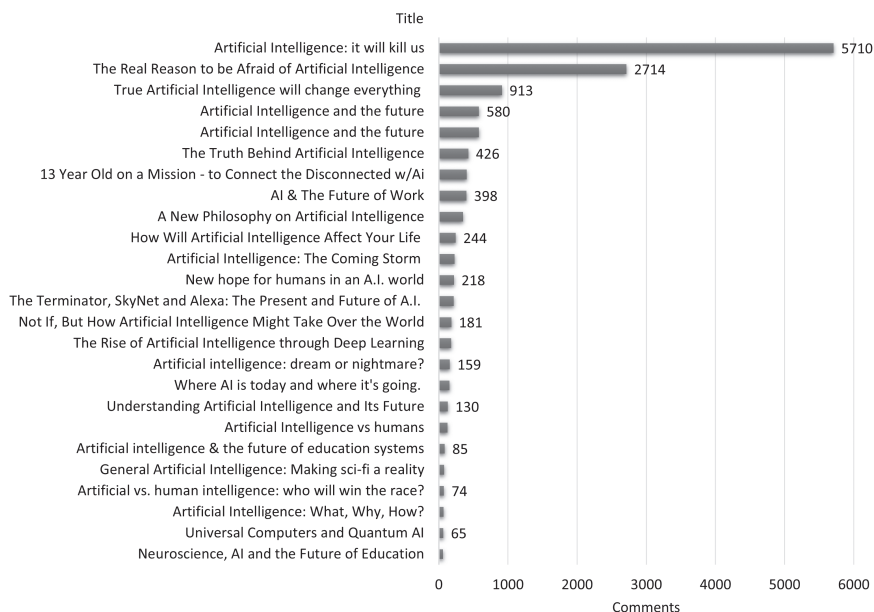 Title
Artificial Intelligence: it will kill us 5710
The Real Reason to be Afraid of Artificial Intelligence 2714
True Artificial Intelligence will change everything 913
Artificial Intelligence and the future 580
Artificial Intelligence and the future
The Truth Behind Artificial Intelligence 426
13 Year Old on a Mission - to Connect the Disconnected w/Ai
AI & The Future of Work 398
A New Philosophy on Artificial Intelligence
How Will Artificial Intelligence Affect Your Life 244
Artificial Intelligence: The Coming Storm
New hope for humans in an A.I. world 218
The Terminator, SkyNet and Alexa: The Present and Future of A.I.
Not If, But How Artificial Intelligence Might Take Over the World 181
The Rise of Artificial Intelligence through Deep Learning
Artificial intelligence: dream or nightmare? 159
Where AI is today and where it's going.
Understanding Artificial Intelligence and Its Future 130
Artificial Intelligence vs humans
Artificial intelligence & the future of education systems 85
General Artificial Intelligence: Making sci-fi a reality
Artificial vs. human intelligence: who will win the race? 74
Artificial Intelligence: What, Why, How?
Universal Computers and Quantum AI 65
Neuroscience, AI and the Future of Education
0 1000 2000 3000 4000 5000 6000
Comments